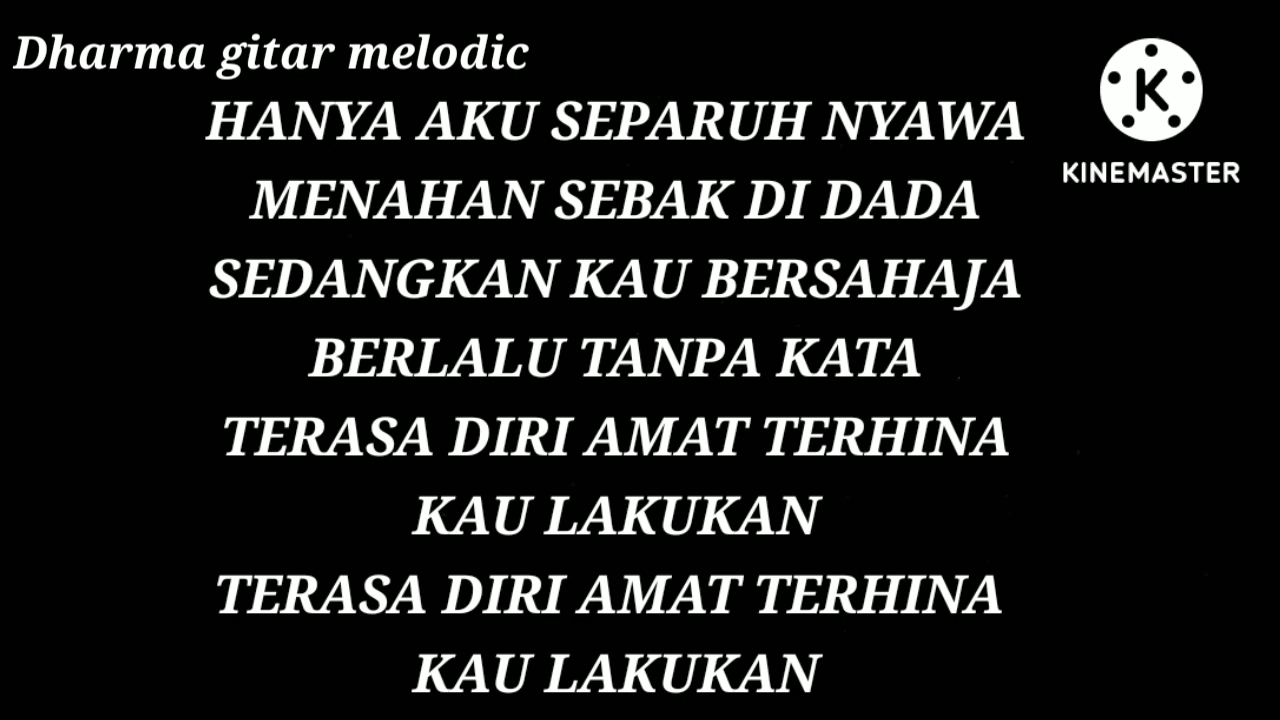 Dharma gitar melodic
HANYA AKU SEPARUH NYAWA
MENAHAN SEBAK DI DADA
SEDANGKAN KAU BERSAHAJA
BERLALU TANPA KATA
TERASA DIRI AMAT TERHINA
KAU LAKUKAN
TERASA DIRI AMAT TERHINA
KAU LAKUKAN
K
KINEMASTER